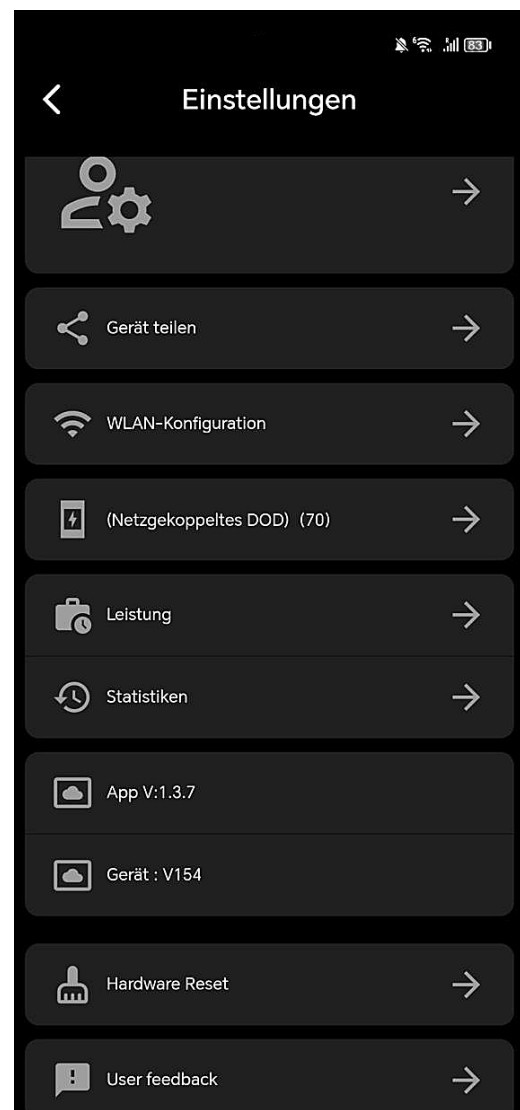 83
Einstellungen
Gerät teilen
WLAN-Konfiguration
(Netzgekoppeltes DOD) (70)
Leistung
Statistiken
App V:1.3.7
Gerät : V154
Hardware Reset
User feedback